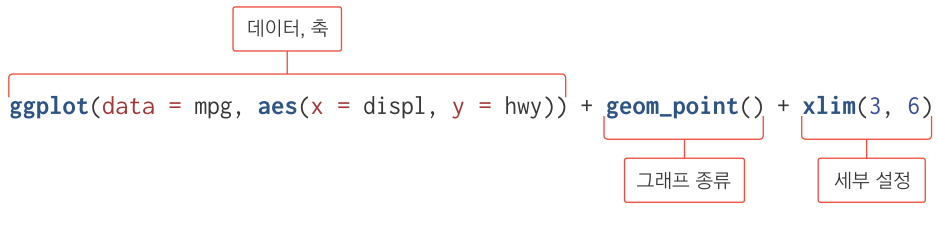 데이터, 축
ggplot(data = mpg, aes(x = displ, y = hwy)) + geom_point() + xlim(3, 6)
그래프 종류
세부 설정